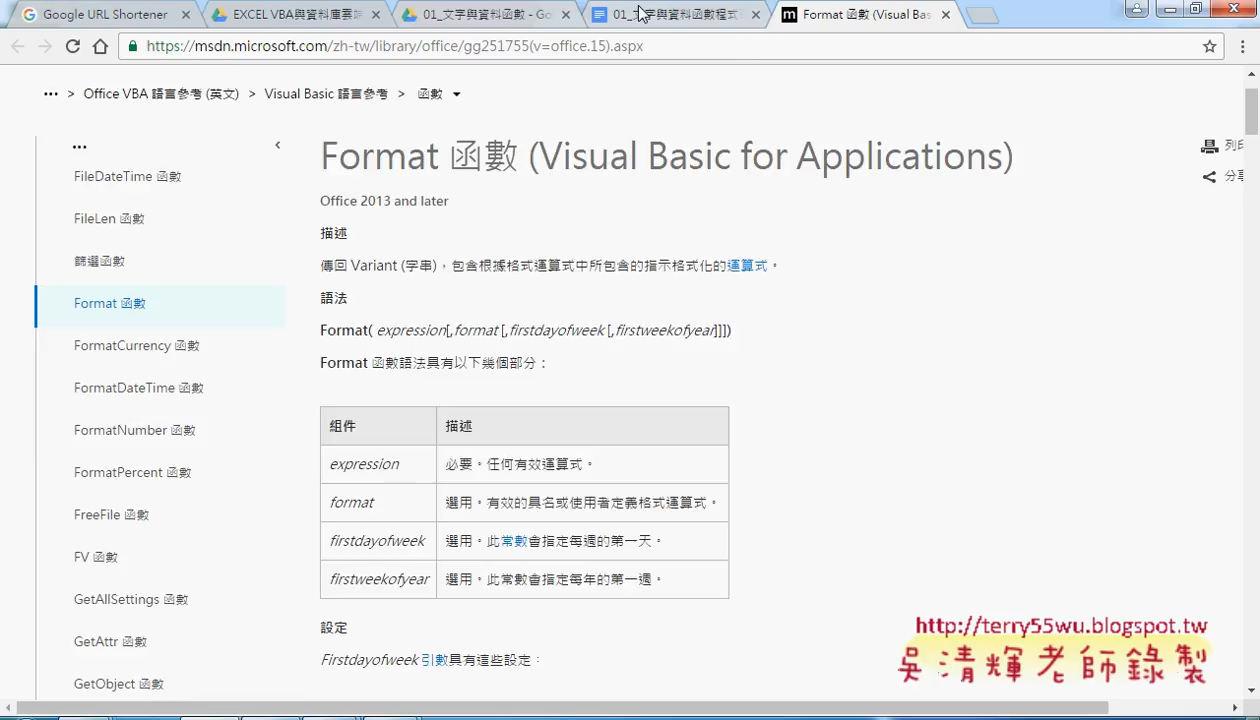 Google URL Shortener
EXCEL VBA與資料庫雲端
01_文字與資料函數 - Go
01_文字與資料函數程式
Format 函數 (Visual Bas
https://msdn.microsoft.com/zh-tw/library/office/gg251755(v=office.15).aspx
••• > Office VBA 語言參考 (英文) > Visual Basic 語言參考 > 函數
•••
FileDateTime 函數
FileLen 函數
篩選函數
Format 函數
FormatCurrency 函數
FormatDateTime 函數
FormatNumber 函數
FormatPercent 函數
FreeFile 函數
FV 函數
GetAllSettings 函數
GetAttr 函數
GetObject 函數
Format 函數 (Visual Basic for Applications)
Office 2013 and later
描述
傳回 Variant (字串)，包含根據格式運算式中所包含的指示格式化的運算式。
語法
Format( expression[,format [,firstdayofweek [,firstweekofyear]]])
Format 函數語法具有以下幾個部分：
組件 描述
expression 必要。任何有效運算式。
format 選用。有效的具名或使用者定義格式運算式。
firstdayofweek 選用。此常數會指定每週的第一天。
firstweekofyear 選用。此常數會指定每年的第一週。
設定
Firstdayofweek 引數具有這些設定：
列印
分享
http://terry55wu.blogspot.tw
吳清輝老師錄製